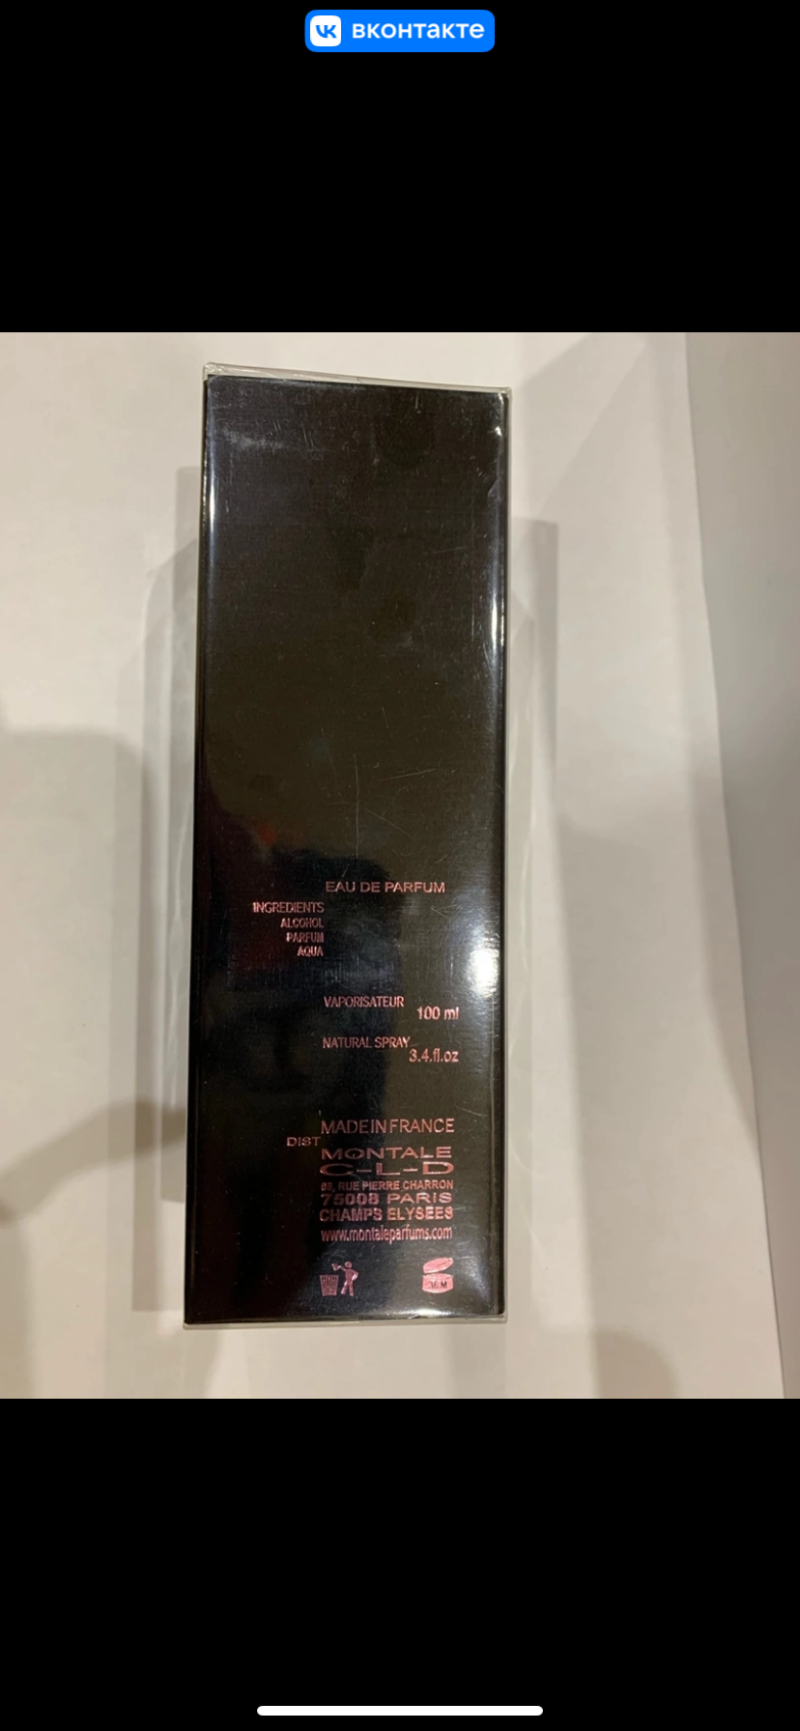 вконтакте
EAU DE PARFUM
INGREDIENTS
ALCOHOL
PARFUM
AQUA
VAPORISATEUR
100 ml
NATURAL SPRAY
3.4.fl.oz
MADE IN FRANCE
DIST
MONTALE
C-L-D
RUE PIERRE CHARRON
75008 PARIS
CHAMPS ELYSEES
www.montaleparfums.com